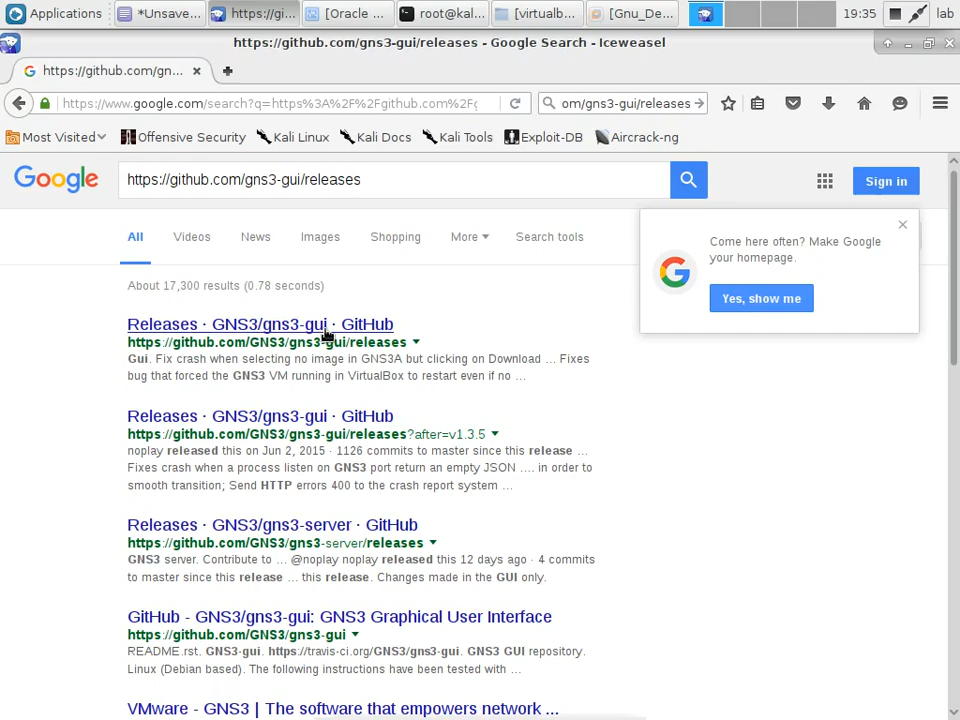 Applications
*Unsave...
https://gi...
[Oracle ...
root@kal...
[virtualb...
[Gnu_De...
19:35
lab
https://github.com/gns3-gui/releases - Google Search - Iceweasel
https://github.com/gn...
https://www.google.com/search?q=https%3A%2F%2Fgithub.com%2Fg
om/gns3-gui/releases
Most Visited
Offensive Security
Kali Linux
Kali Docs
Kali Tools
Exploit-DB
Aircrack-ng
Google
https://github.com/gns3-gui/releases
Sign in
All
Videos
News
Images
Shopping
More
Search tools
Come here often? Make Google
your homepage.
Yes, show me
About 17,300 results (0.78 seconds)
Releases · GNS3/gns3-gui · GitHub
https://github.com/GNS3/gns3-gui/releases
Gui. Fix crash when selecting no image in GNS3A but clicking on Download ... Fixes
bug that forced the GNS3 VM running in VirtualBox to restart even if no ...
Releases · GNS3/gns3-gui · GitHub
https://github.com/GNS3/gns3-gui/releases?after=v1.3.5
noplay released this on Jun 2, 2015 · 1126 commits to master since this release ...
Fixes crash when a process listen on GNS3 port return an empty JSON .... in order to
smooth transition; Send HTTP errors 400 to the crash report system ...
Releases · GNS3/gns3-server · GitHub
https://github.com/GNS3/gns3-server/releases
GNS3 server. Contribute to ... @noplay noplay released this 12 days ago · 4 commits
to master since this release ... this release. Changes made in the GUI only.
GitHub - GNS3/gns3-gui: GNS3 Graphical User Interface
https://github.com/GNS3/gns3-gui
README.rst. GNS3-gui. https://travis-ci.org/GNS3/gns3-gui. GNS3 GUI repository.
Linux (Debian based). The following instructions have been tested with ...
VMware - GNS3 | The software that empowers network ...